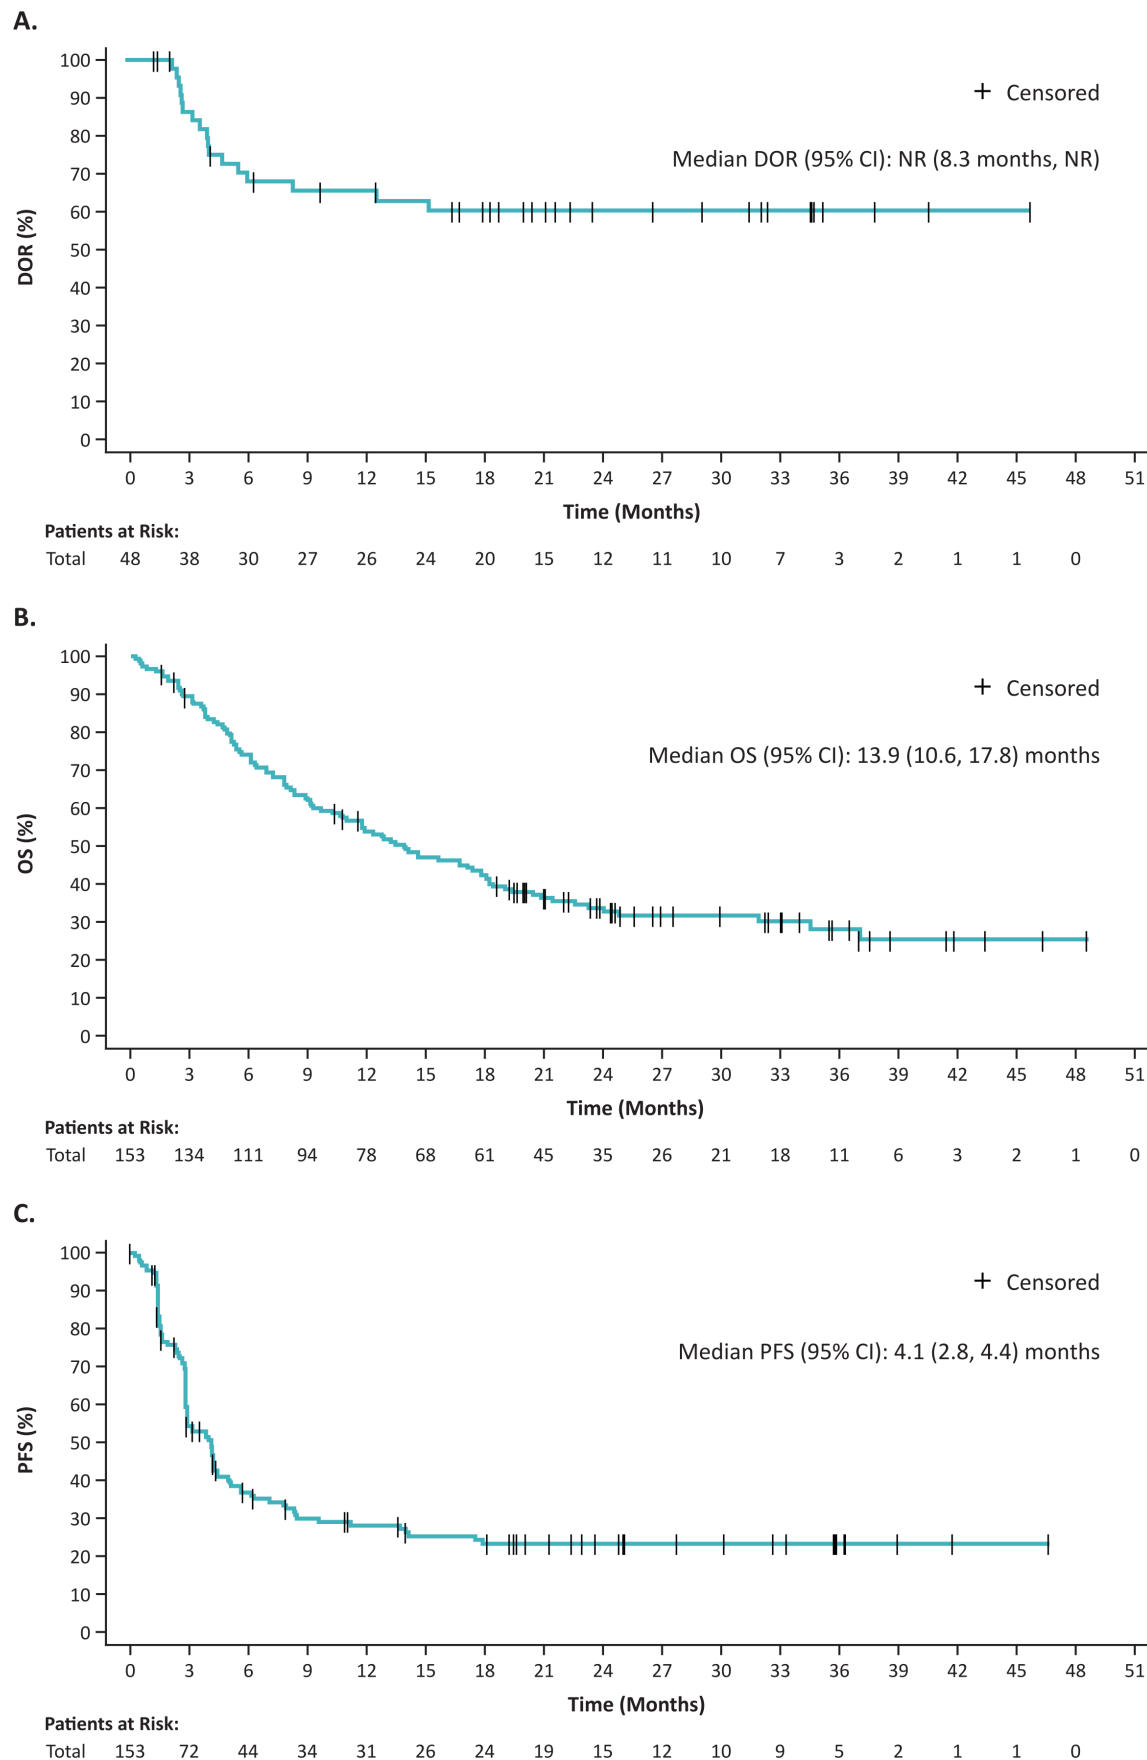 A.
100
90
80
70
60
50
40
30
20
10
0
DOR (%)
+ Censored
Median DOR (95% CI): NR (8.3 months, NR)
0 3 6 9 12 15 18 21 24 27 30 33 36 39 42 45 48 51
Time (Months)
Patients at Risk:
Total 48 38 30 27 26 24 20 15 12 11 10 7 3 2 1 1 0
B.
100
90
80
70
60
50
40
30
20
10
0
OS (%)
+ Censored
Median OS (95% CI): 13.9 (10.6, 17.8) months
0 3 6 9 12 15 18 21 24 27 30 33 36 39 42 45 48 51
Time (Months)
Patients at Risk:
Total 153 134 111 94 78 68 61 45 35 26 21 18 11 6 3 2 1 0
C.
100
90
80
70
60
50
40
30
20
10
0
PFS (%)
+ Censored
Median PFS (95% CI): 4.1 (2.8, 4.4) months
0 3 6 9 12 15 18 21 24 27 30 33 36 39 42 45 48 51
Time (Months)
Patients at Risk:
Total 153 72 44 34 31 26 24 19 15 12 10 9 5 2 1 1 0